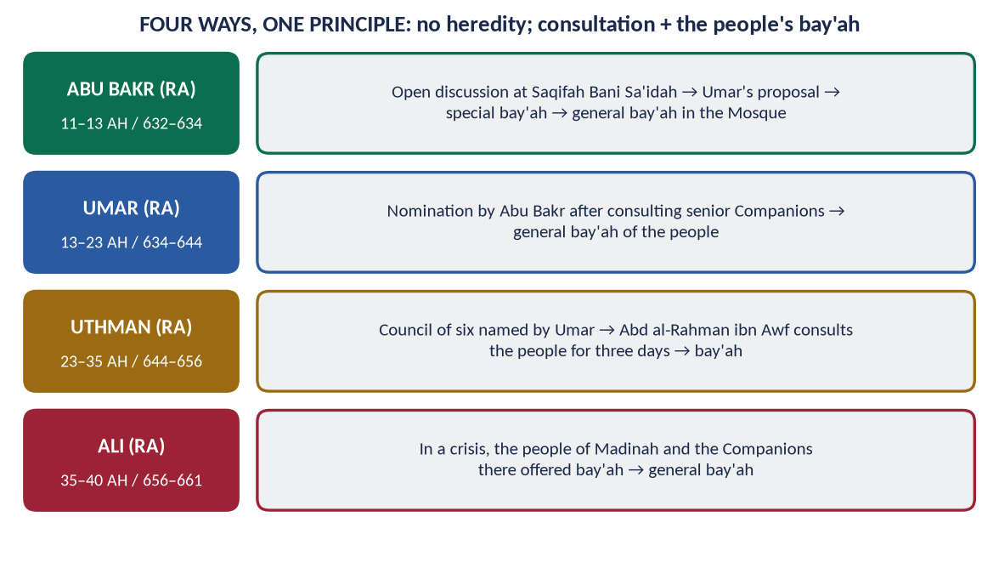 FOUR WAYS, ONE PRINCIPLE: no heredity; consultation + the people's bay'ah
ABU BAKR (RA)
11–13 AH / 632–634
Open discussion at Saqifah Bani Sa'idah → Umar's proposal →
special bay'ah → general bay'ah in the Mosque
UMAR (RA)
13–23 AH / 634–644
Nomination by Abu Bakr after consulting senior Companions →
general bay'ah of the people
UTHMAN (RA)
23–35 AH / 644–656
Council of six named by Umar → Abd al-Rahman ibn Awf consults
the people for three days → bay'ah
ALI (RA)
35–40 AH / 656–661
In a crisis, the people of Madinah and the Companions
there offered bay'ah → general bay'ah